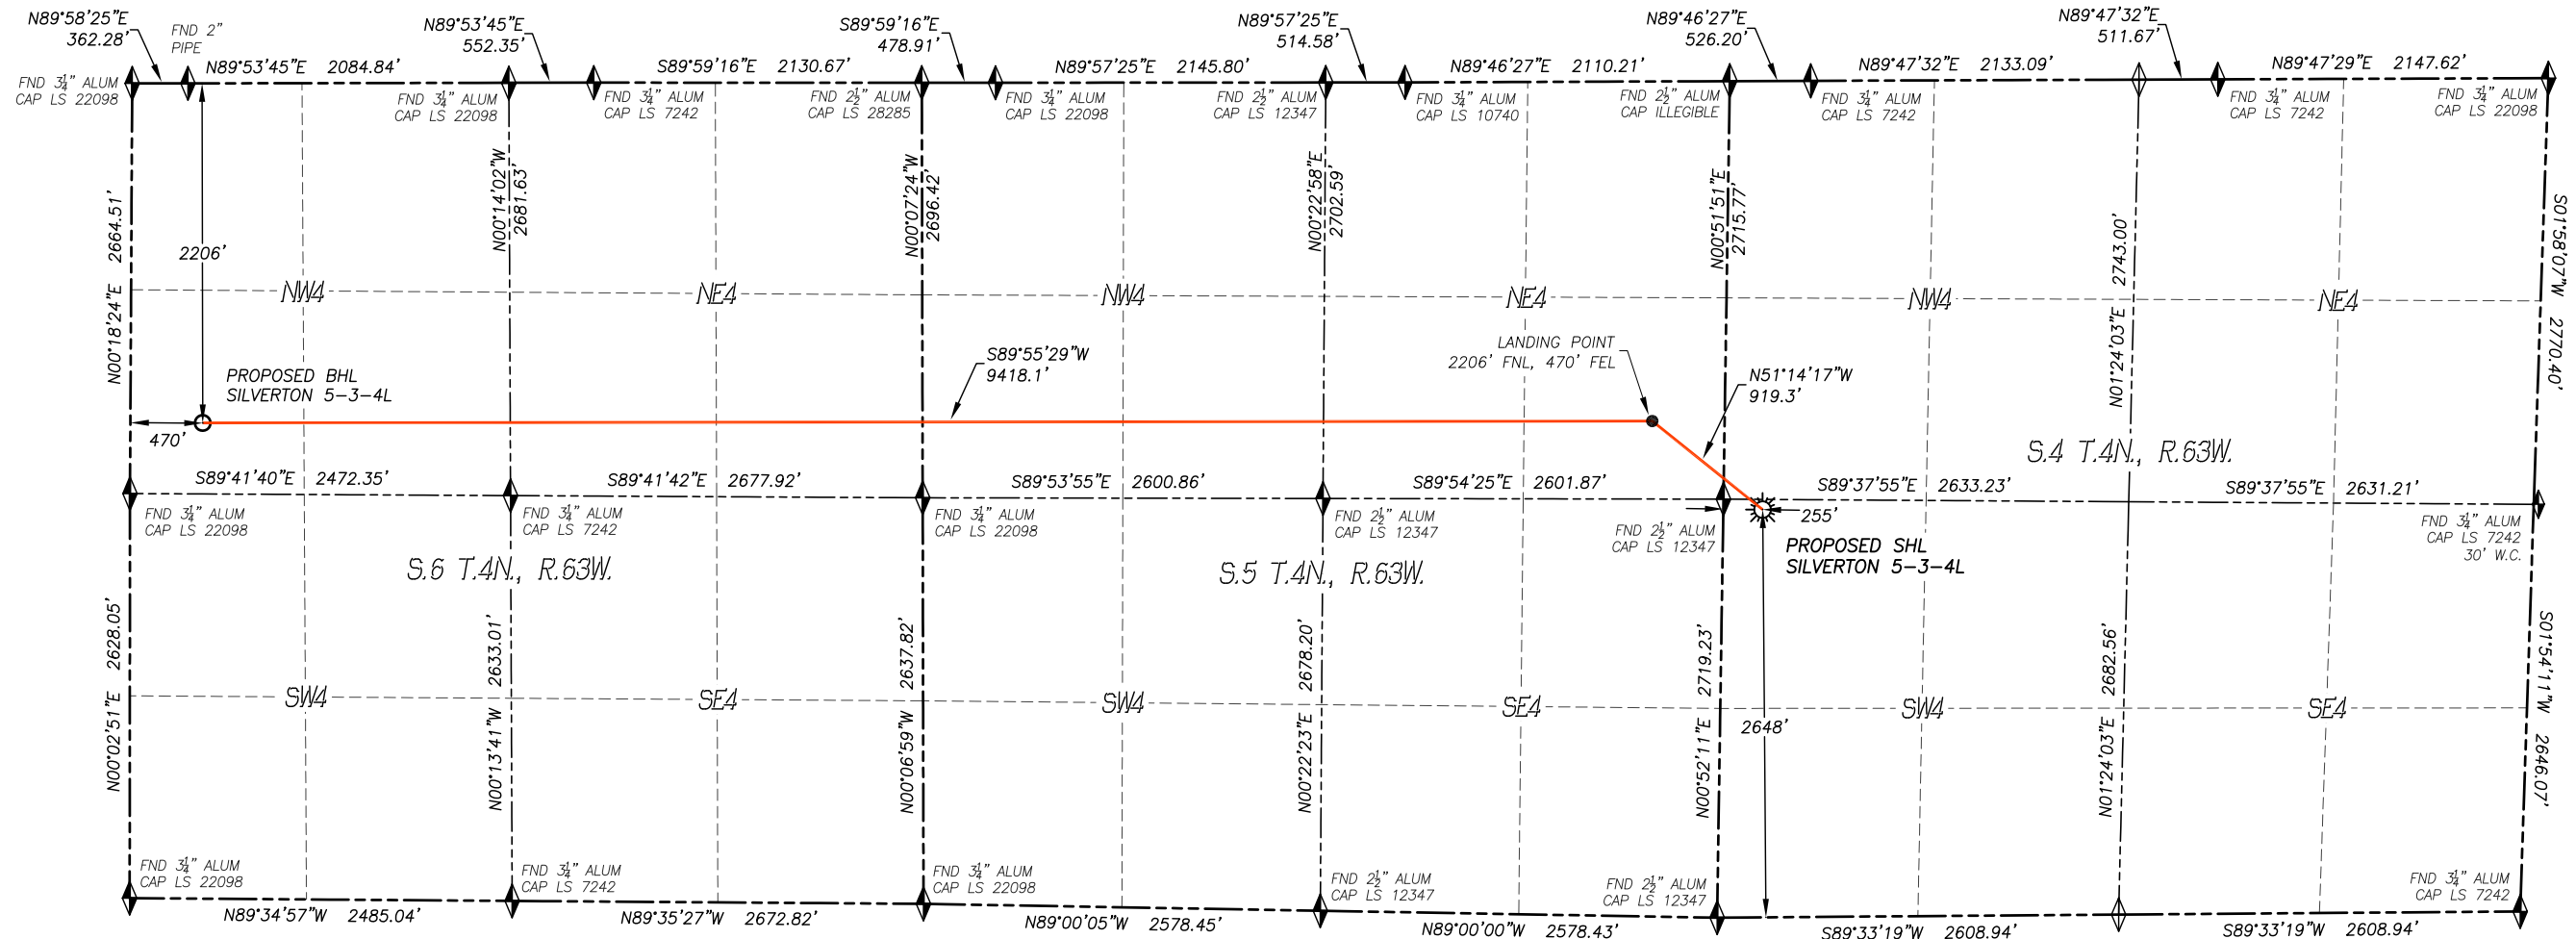 N89°58'25"E
362.28'
FND 2"
PIPE
N89°53'45"E
552.35'
S89°59'16"E
478.91'
N89°57'25"E
514.58'
N89°46'27"E
526.20'
N89°47'32"E
511.67'
N89°53'45"E 2084.84'
S89°59'16"E 2130.67'
N89°57'25"E 2145.80'
N89°46'27"E 2110.21'
N89°47'32"E 2133.09'
N89°47'29"E 2147.62'
FND 3¼" ALUM
CAP LS 22098
FND 3¼" ALUM
CAP LS 22098
FND 3¼" ALUM
CAP LS 7242
FND 2½" ALUM
CAP LS 28285
FND 3¼" ALUM
CAP LS 22098
FND 2½" ALUM
CAP LS 12347
FND 3¼" ALUM
CAP LS 10740
FND 2½" ALUM
CAP ILLEGIBLE
FND 3¼" ALUM
CAP LS 7242
FND 3¼" ALUM
CAP LS 7242
FND 3¼" ALUM
CAP LS 22098
N00°18'24"E 2664.51'
2206'
N00°14'02"W
2681.63'
N00°07'24"W
2696.42'
N00°22'58"E
2702.59'
N00°51'51"E
2715.77'
N01°24'03"E 2743.00'
S01°58'07"W 2770.40'
NW4
NE4
NW4
NE4
NW4
NE4
PROPOSED BHL
SILVERTON 5-3-4L
470'
S89°55'29"W
9418.1'
LANDING POINT
2206' FNL, 470' FEL
N51°14'17"W
919.3'
S.4 T.4N., R.63W.
S89°41'40"E 2472.35'
S89°41'42"E 2677.92'
S89°53'55"E 2600.86'
S89°54'25"E 2601.87'
S89°37'55"E 2633.23'
S89°37'55"E 2631.21'
FND 3¼" ALUM
CAP LS 22098
FND 3¼" ALUM
CAP LS 7242
FND 3¼" ALUM
CAP LS 22098
FND 2½" ALUM
CAP LS 12347
FND 2½" ALUM
CAP LS 12347
255'
FND 3¼" ALUM
CAP LS 7242
30' W.C.
PROPOSED SHL
SILVERTON 5-3-4L
S.6 T.4N., R.63W.
S.5 T.4N., R.63W.
N00°02'51"E 2628.05'
N00°13'41"W 2633.01'
N00°06'59"W 2637.82'
N00°22'23"E 2678.20'
N00°52'11"E 2719.23'
2648'
N01°24'03"E 2682.56'
S01°54'11"W 2646.07'
SW4
SE4
SW4
SE4
SW4
SE4
FND 3¼" ALUM
CAP LS 22098
FND 3¼" ALUM
CAP LS 7242
FND 3¼" ALUM
CAP LS 22098
FND 2½" ALUM
CAP LS 12347
FND 2½" ALUM
CAP LS 12347
FND 3¼" ALUM
CAP LS 7242
N89°34'57"W 2485.04'
N89°35'27"W 2672.82'
N89°00'05"W 2578.45'
N89°00'00"W 2578.43'
S89°33'19"W 2608.94'
S89°33'19"W 2608.94'